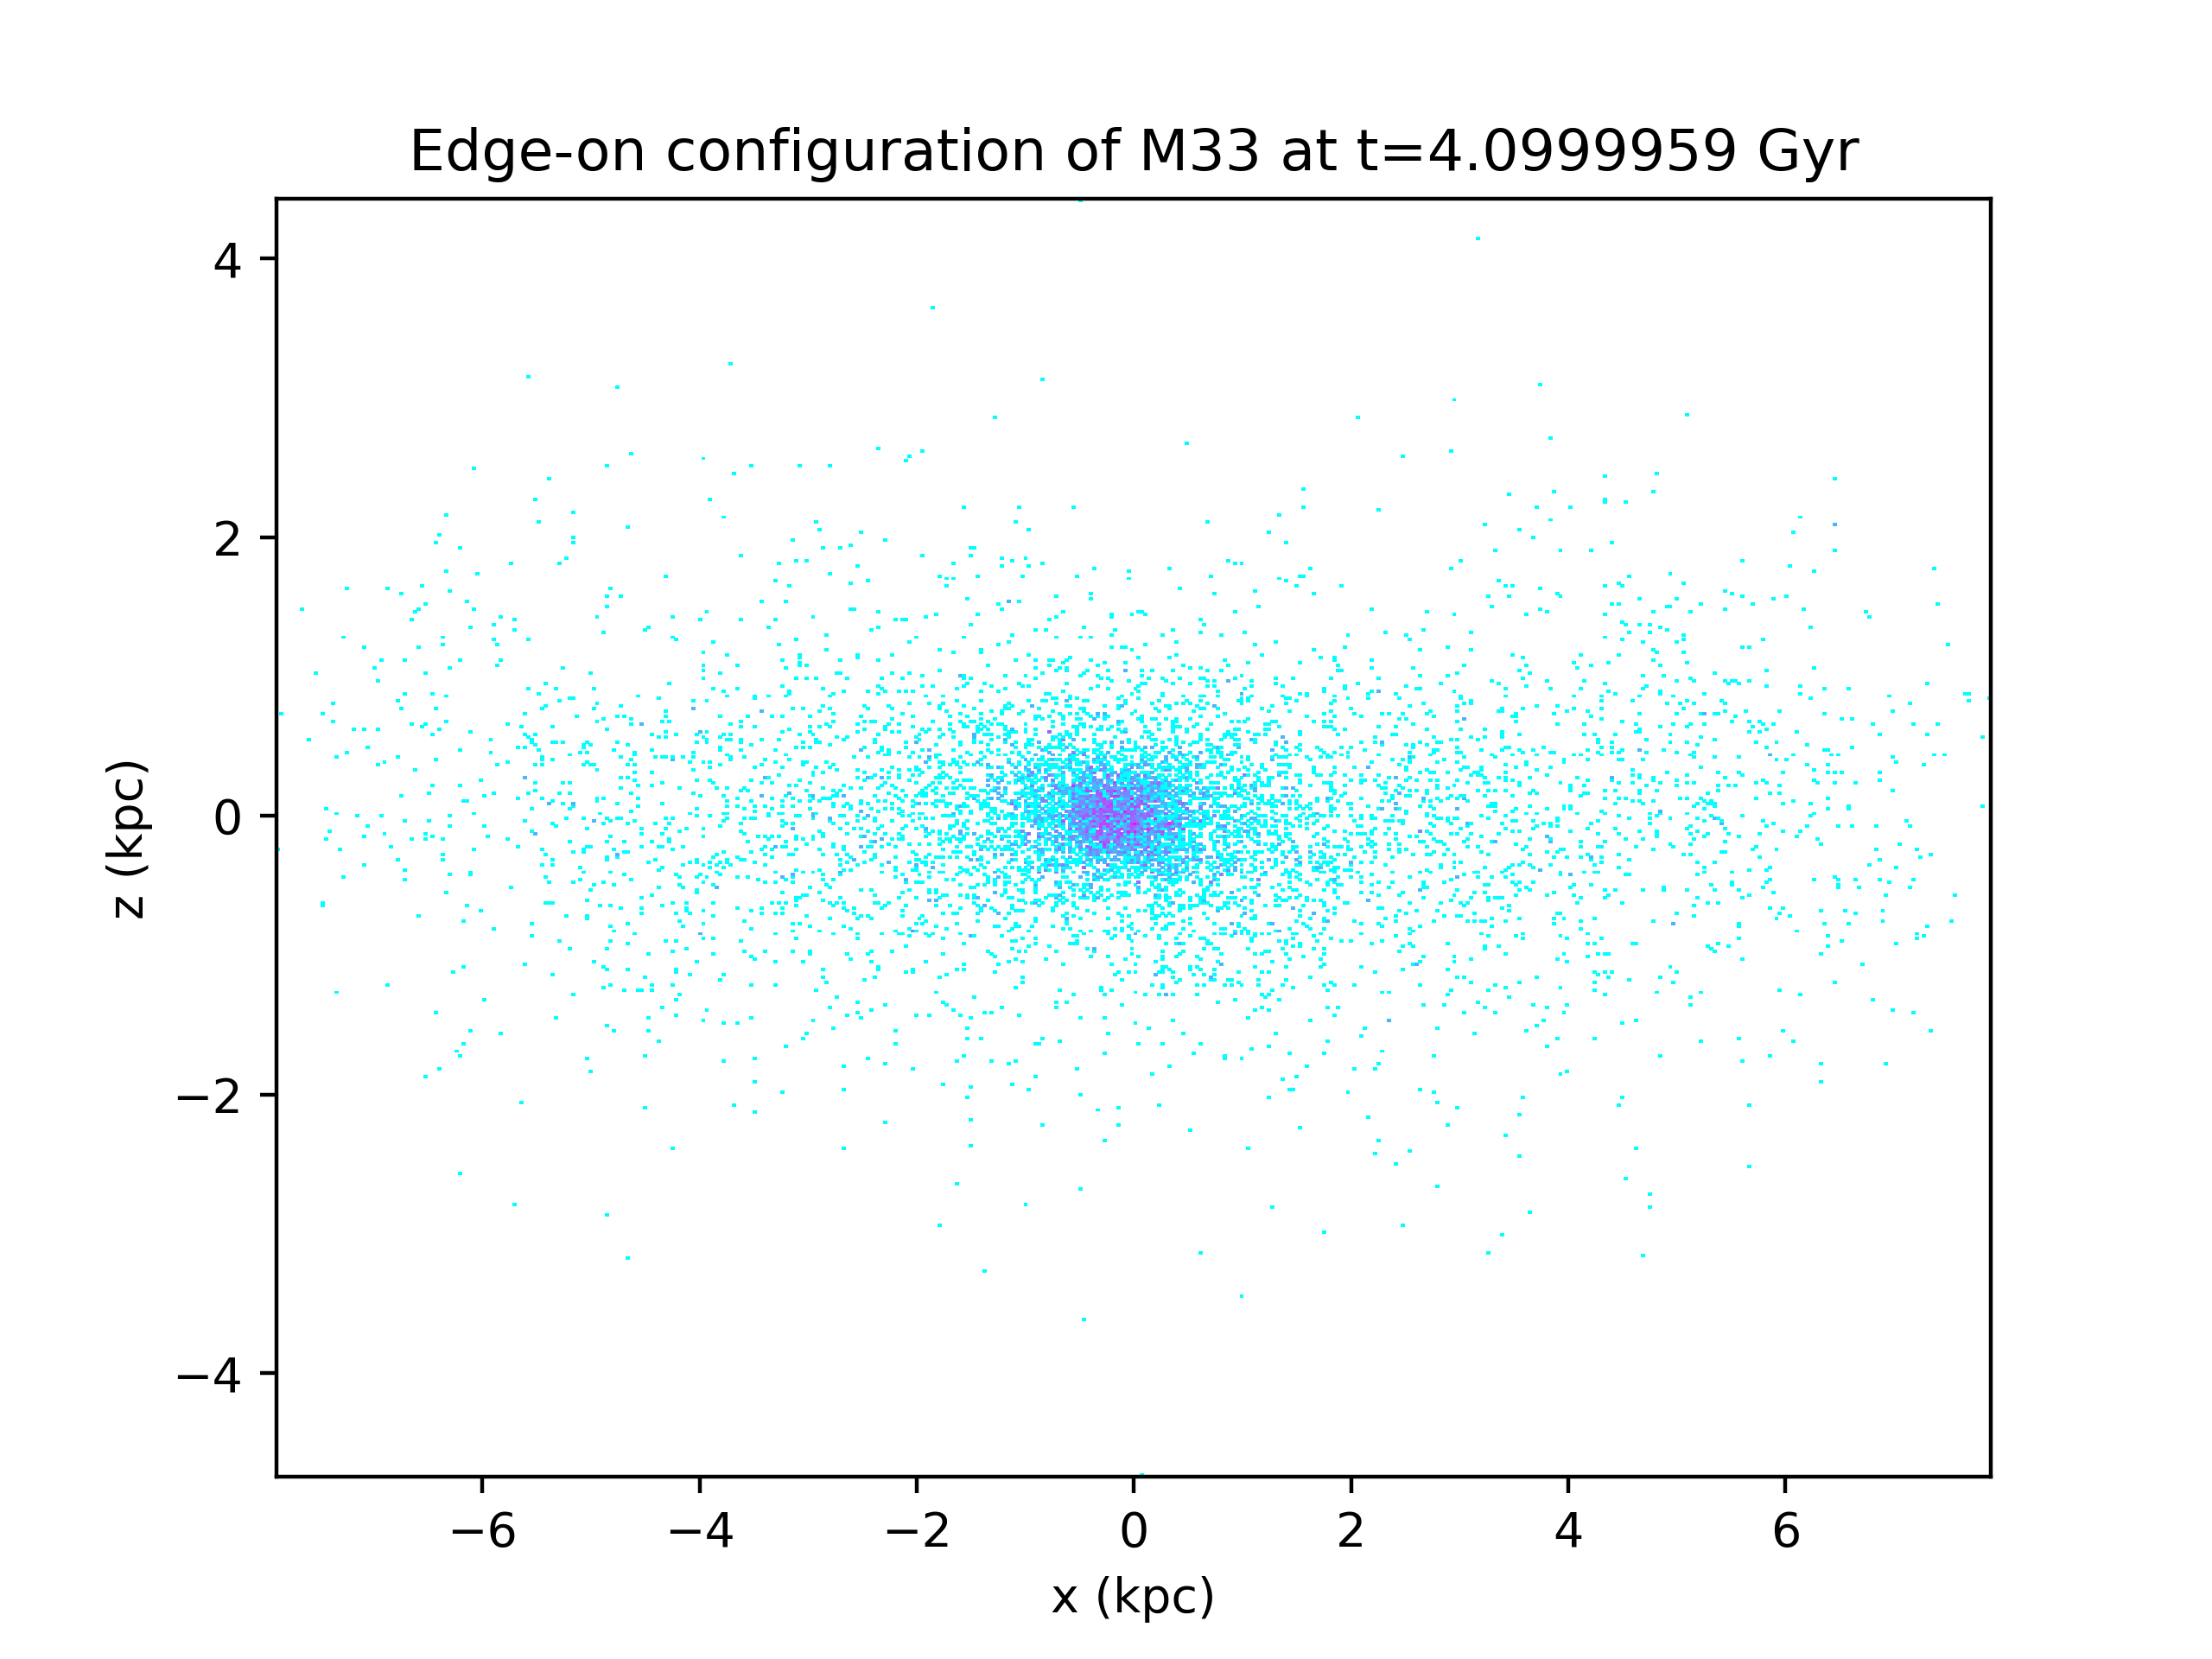 Edge-on configuration of M33 at t=4.0999959 Gyr
4
2
0
−2
−4
z (kpc)
−6 −4 −2 0 2 4 6
x (kpc)